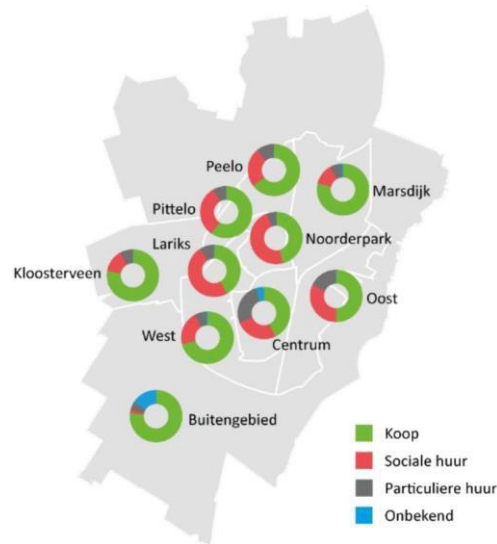 Peelo
Marsdijk
Pittelo
Noorderpark
Lariks
Kloosterveen
Oost
West
Centrum
Buitengebied
Koop
Sociale huur
Particuliere huur
Onbekend